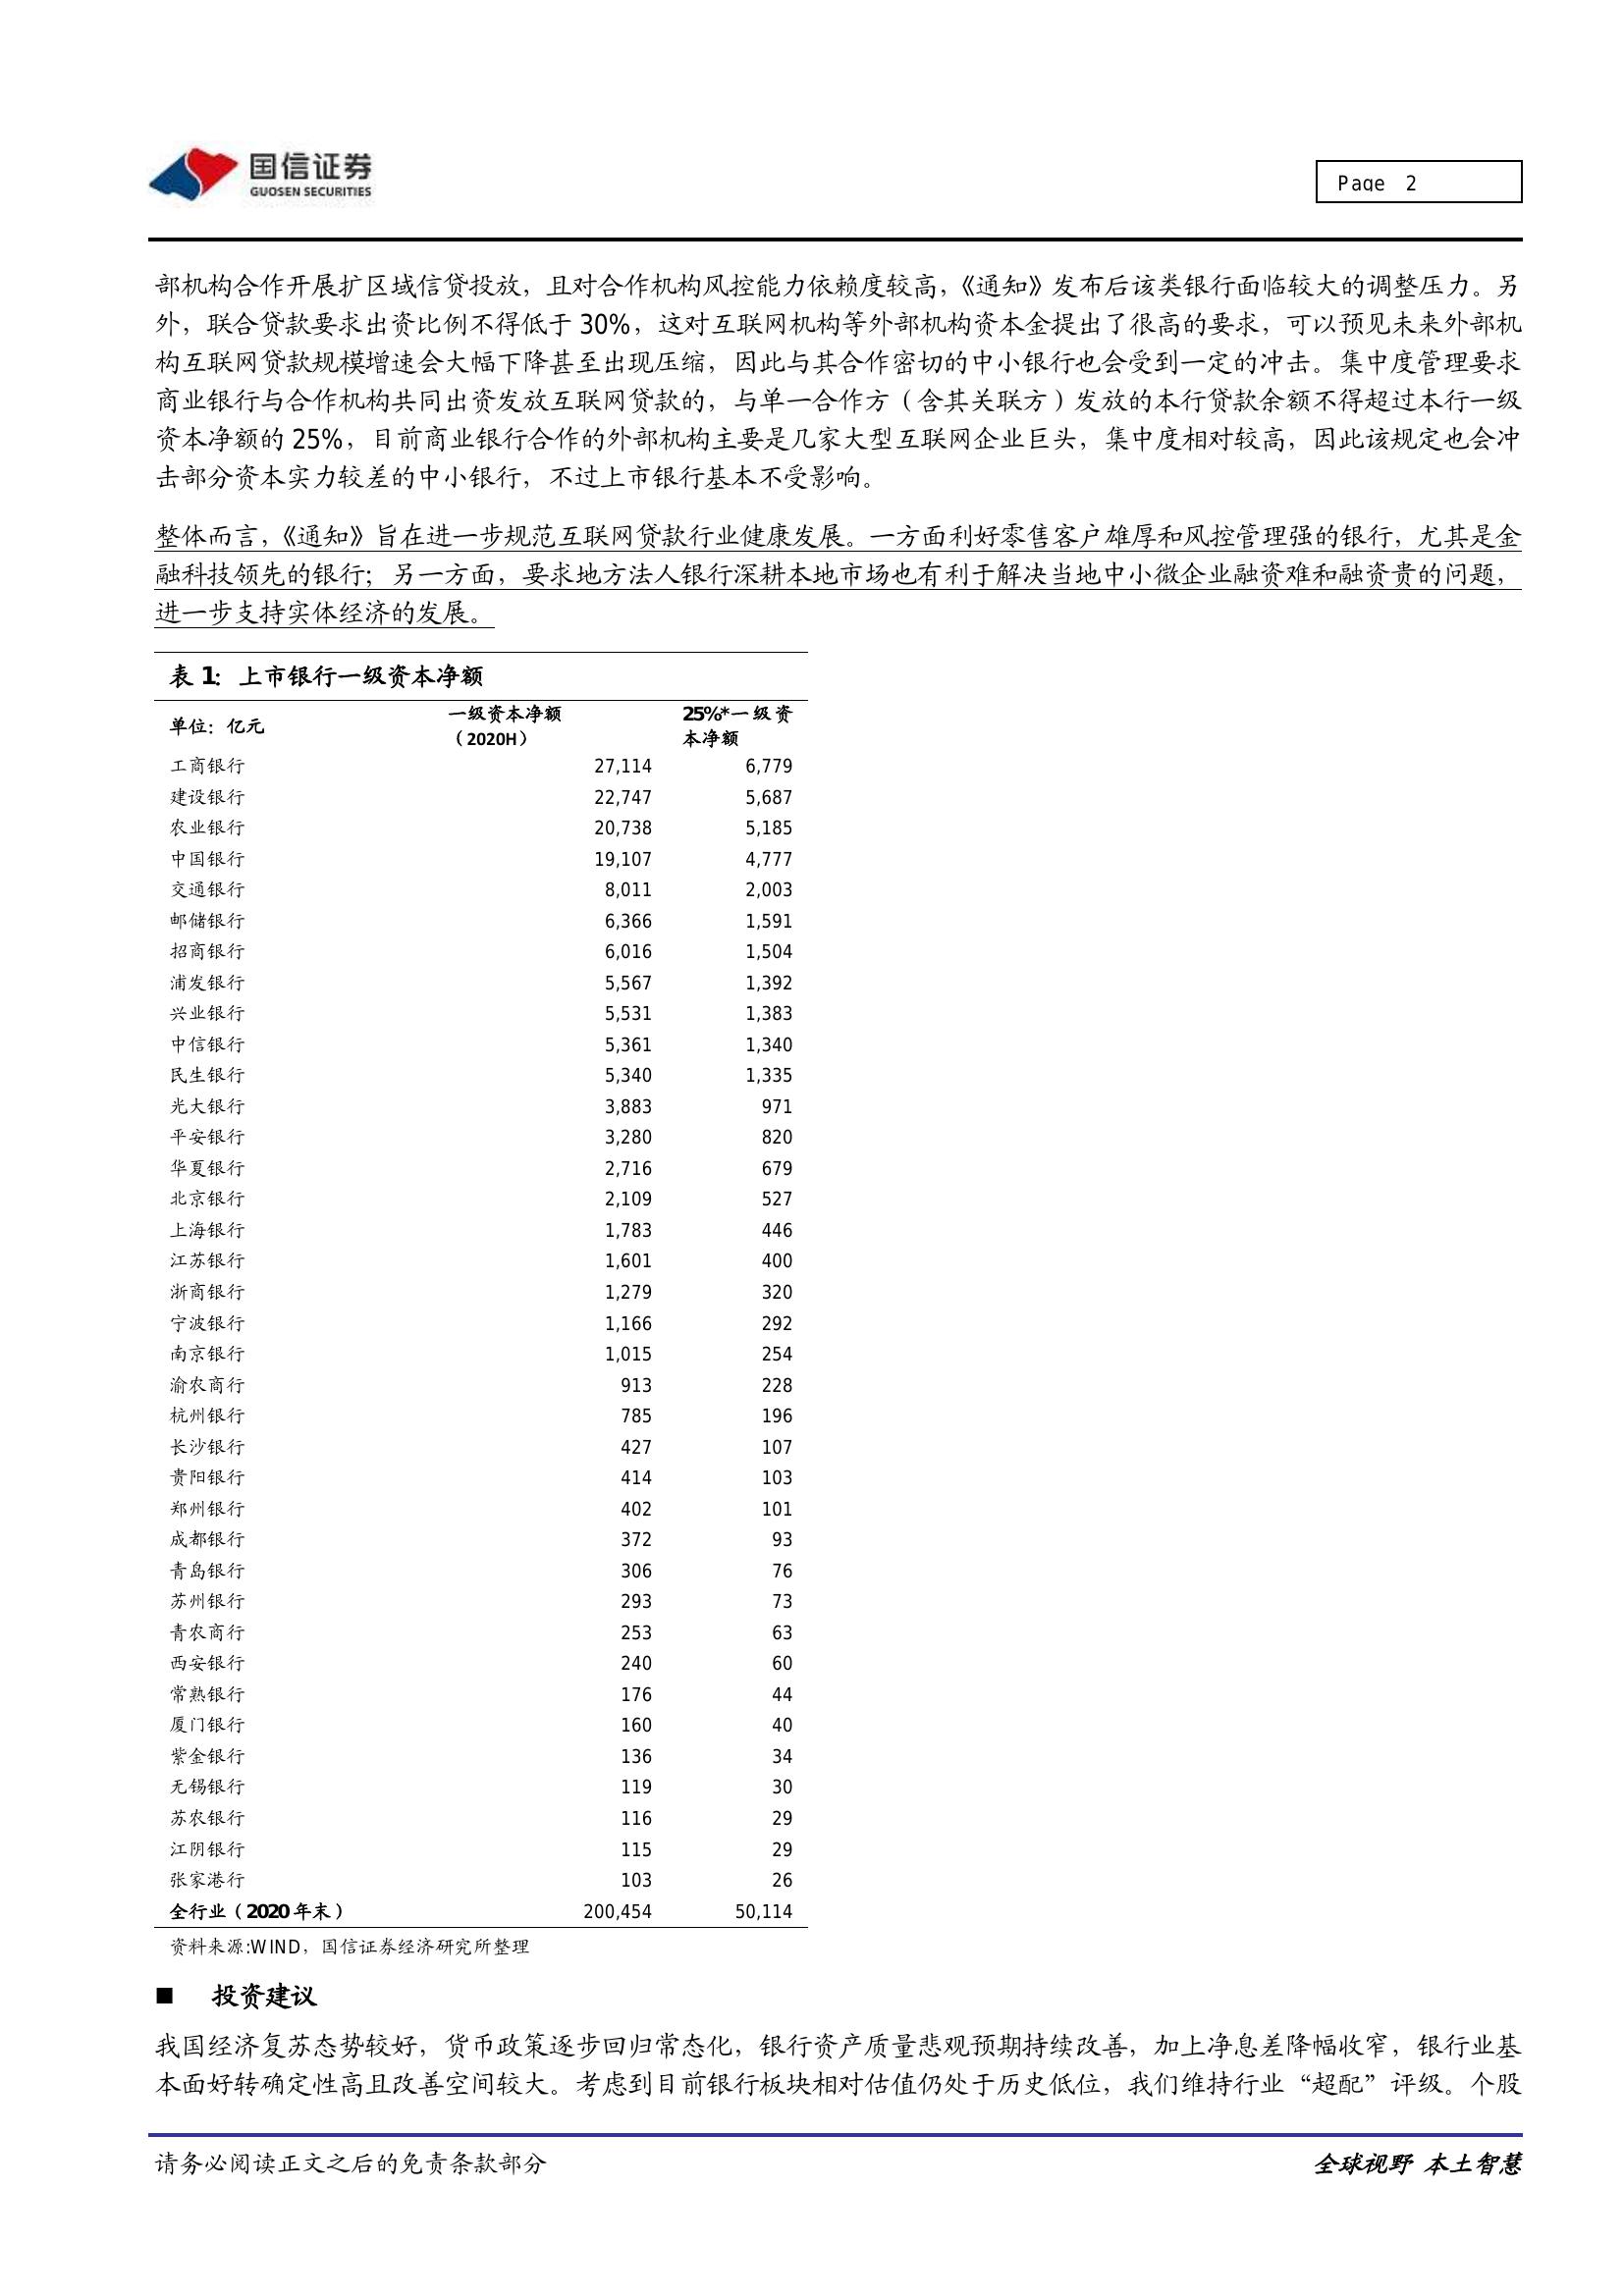 国信证券
GUOSEN SECURITIES
Page 2
部机构合作开展扩区域信贷投放，且对合作机构风控能力依赖度较高，《通知》发布后该类银行面临较大的调整压力。另
外，联合贷款要求出资比例不得低于 30%，这对互联网机构等外部机构资本金提出了很高的要求，可以预见未来外部机
构互联网贷款规模增速会大幅下降甚至出现压缩，因此与其合作密切的中小银行也会受到一定的冲击。集中度管理要求
商业银行与合作机构共同出资发放互联网贷款的，与单一合作方（含其关联方）发放的本行贷款余额不得超过本行一级
资本净额的 25%，目前商业银行合作的外部机构主要是几家大型互联网企业巨头，集中度相对较高，因此该规定也会冲
击部分资本实力较差的中小银行，不过上市银行基本不受影响。
整体而言，《通知》旨在进一步规范互联网贷款行业健康发展。一方面利好零售客户雄厚和风控管理强的银行，尤其是金
融科技领先的银行；另一方面，要求地方法人银行深耕本地市场也有利于解决当地中小微企业融资难和融资贵的问题，
进一步支持实体经济的发展。
表 1：上市银行一级资本净额
单位：亿元 一级资本净额（2020H） 25%*一级资本净额
工商银行 27,114 6,779
建设银行 22,747 5,687
农业银行 20,738 5,185
中国银行 19,107 4,777
交通银行 8,011 2,003
邮储银行 6,366 1,591
招商银行 6,016 1,504
浦发银行 5,567 1,392
兴业银行 5,531 1,383
中信银行 5,361 1,340
民生银行 5,340 1,335
光大银行 3,883 971
平安银行 3,280 820
华夏银行 2,716 679
北京银行 2,109 527
上海银行 1,783 446
江苏银行 1,601 400
浙商银行 1,279 320
宁波银行 1,166 292
南京银行 1,015 254
渝农商行 913 228
杭州银行 785 196
长沙银行 427 107
贵阳银行 414 103
郑州银行 402 101
成都银行 372 93
青岛银行 306 76
苏州银行 293 73
青农商行 253 63
西安银行 240 60
常熟银行 176 44
厦门银行 160 40
紫金银行 136 34
无锡银行 119 30
苏农银行 116 29
江阴银行 115 29
张家港行 103 26
全行业（2020 年末） 200,454 50,114
资料来源:WIND，国信证券经济研究所整理
■ 投资建议
我国经济复苏态势较好，货币政策逐步回归常态化，银行资产质量悲观预期持续改善，加上净息差降幅收窄，银行业基
本面好转确定性高且改善空间较大。考虑到目前银行板块相对估值仍处于历史低位，我们维持行业“超配”评级。个股
请务必阅读正文之后的免责条款部分
全球视野 本土智慧